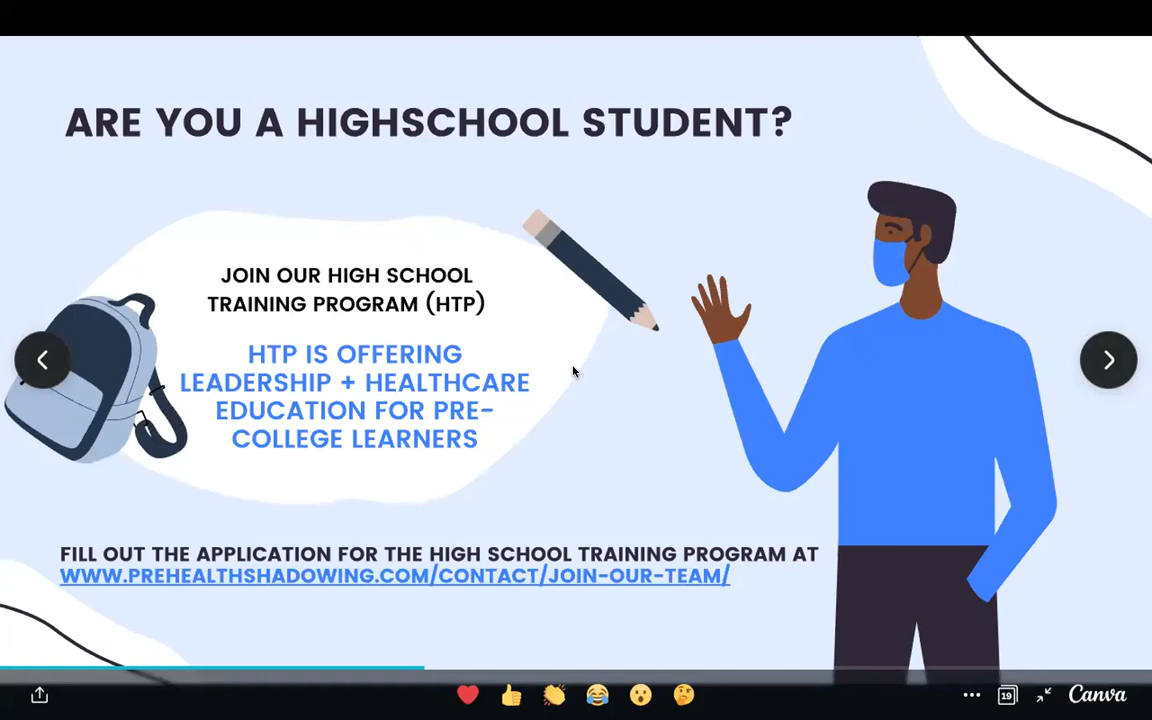 ARE YOU A HIGHSCHOOL STUDENT?
JOIN OUR HIGH SCHOOL
TRAINING PROGRAM (HTP)
HTP IS OFFERING
LEADERSHIP + HEALTHCARE
EDUCATION FOR PRE-
COLLEGE LEARNERS
FILL OUT THE APPLICATION FOR THE HIGH SCHOOL TRAINING PROGRAM AT
WWW.PREHEALTHSHADOWING.COM/CONTACT/JOIN-OUR-TEAM/
19
Canva